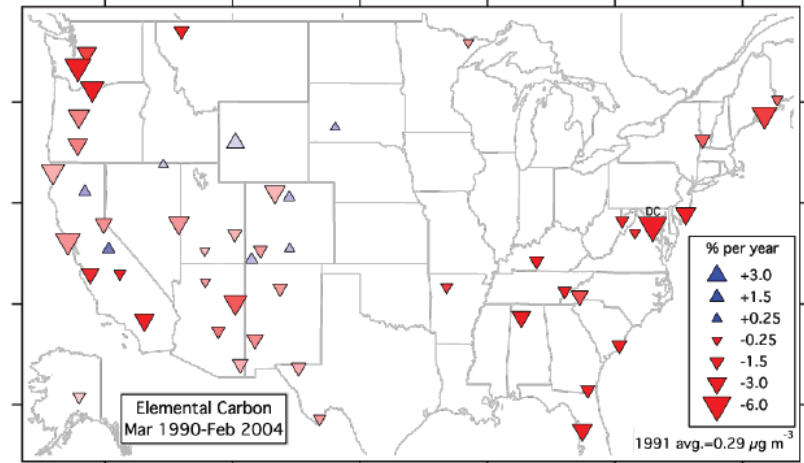 DC
% per year
+3.0
+1.5
+0.25
-0.25
-1.5
-3.0
-6.0
Elemental Carbon
Mar 1990-Feb 2004
1991 avg.=0.29 µg m-3